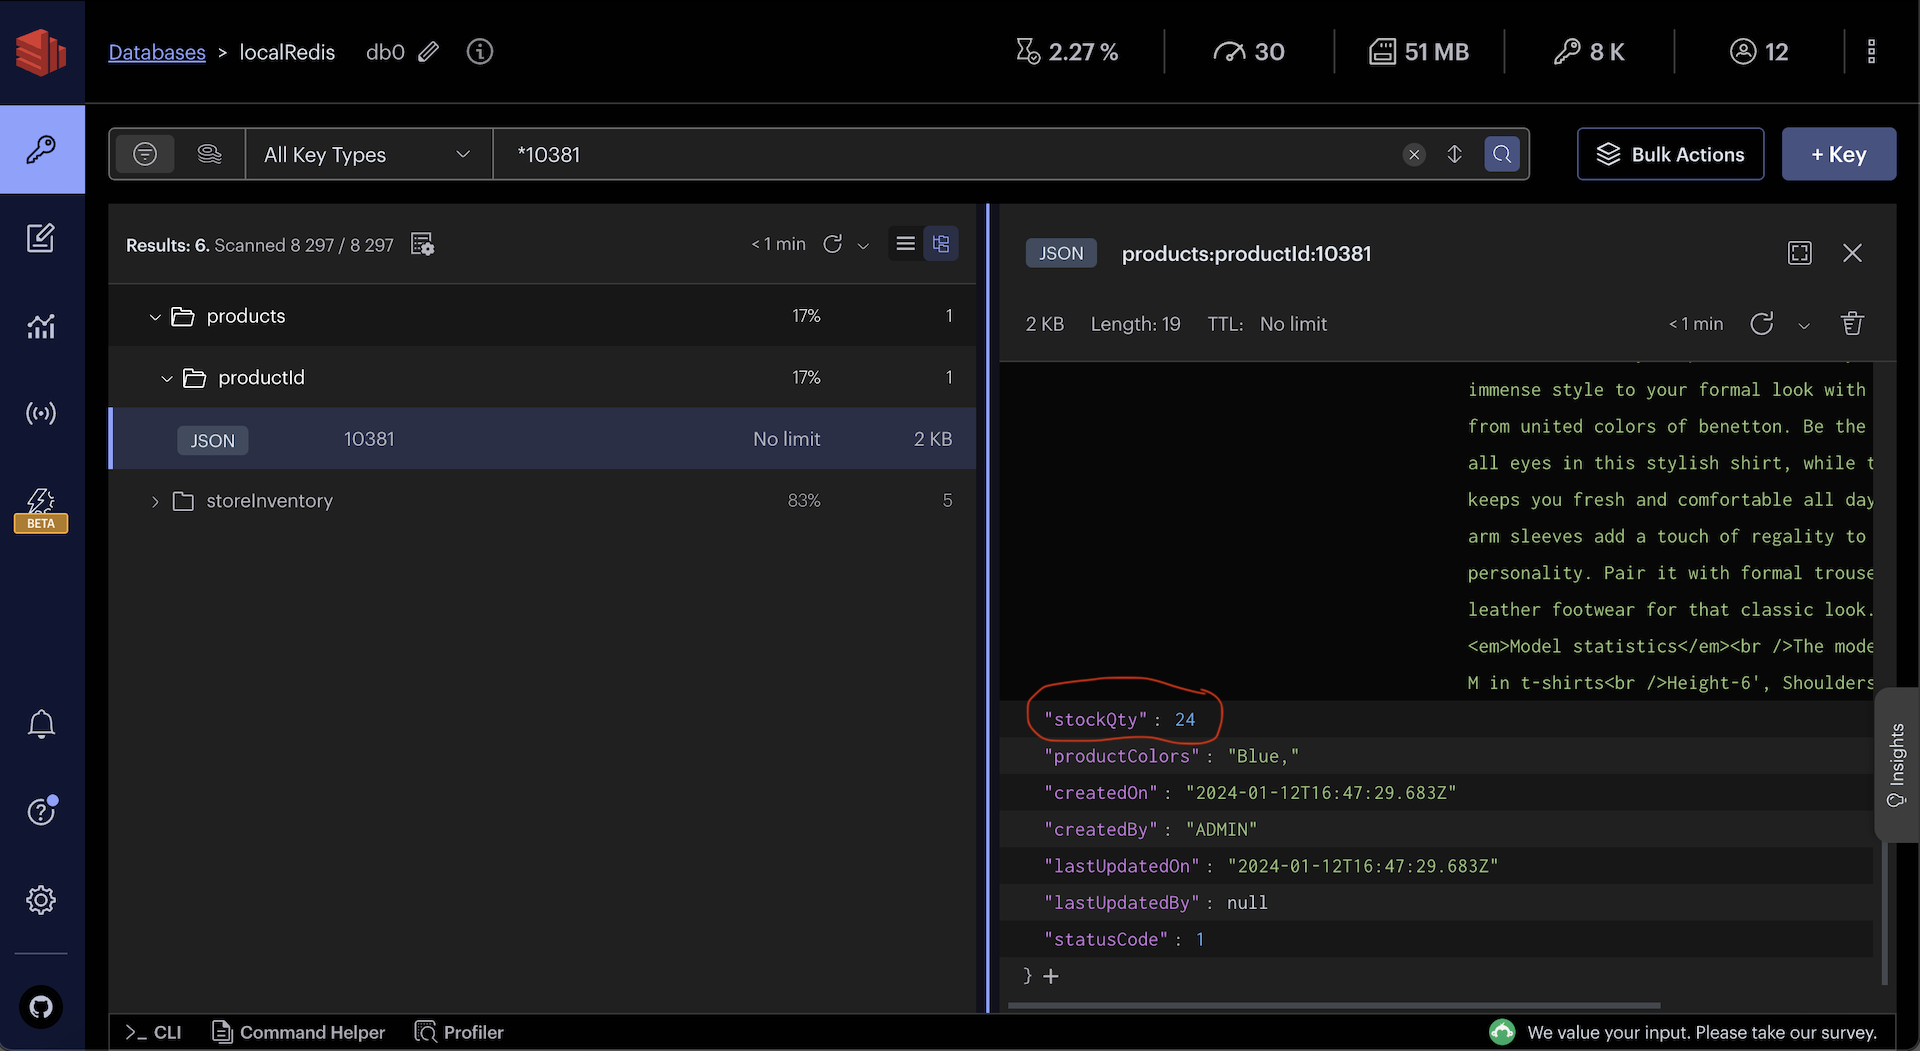 Databases > localRedis db0 2.27 % 30 51 MB 8 K 12
All Key Types *10381 Bulk Actions + Key
Results: 6. Scanned 8 297 / 8 297 < 1 min
products 17% 1
productId 17% 1
JSON 10381 No limit 2 KB
storeInventory 83% 5
BETA
JSON products:productId:10381
2 KB Length: 19 TTL: No limit < 1 min
immense style to your formal look with
from united colors of benetton. Be the
all eyes in this stylish shirt, while t
keeps you fresh and comfortable all day
arm sleeves add a touch of regality to
personality. Pair it with formal trouse
leather footwear for that classic look.
<em>Model statistics</em><br />The mode
M in t-shirts<br />Height-6', Shoulders
"stockQty": 24
"productColors": "Blue,"
"createdOn": "2024-01-12T16:47:29.683Z"
"createdBy": "ADMIN"
"lastUpdatedOn": "2024-01-12T16:47:29.683Z"
"lastUpdatedBy": null
"statusCode": 1
} +
Insights
>_ CLI Command Helper Profiler We value your input. Please take our survey.